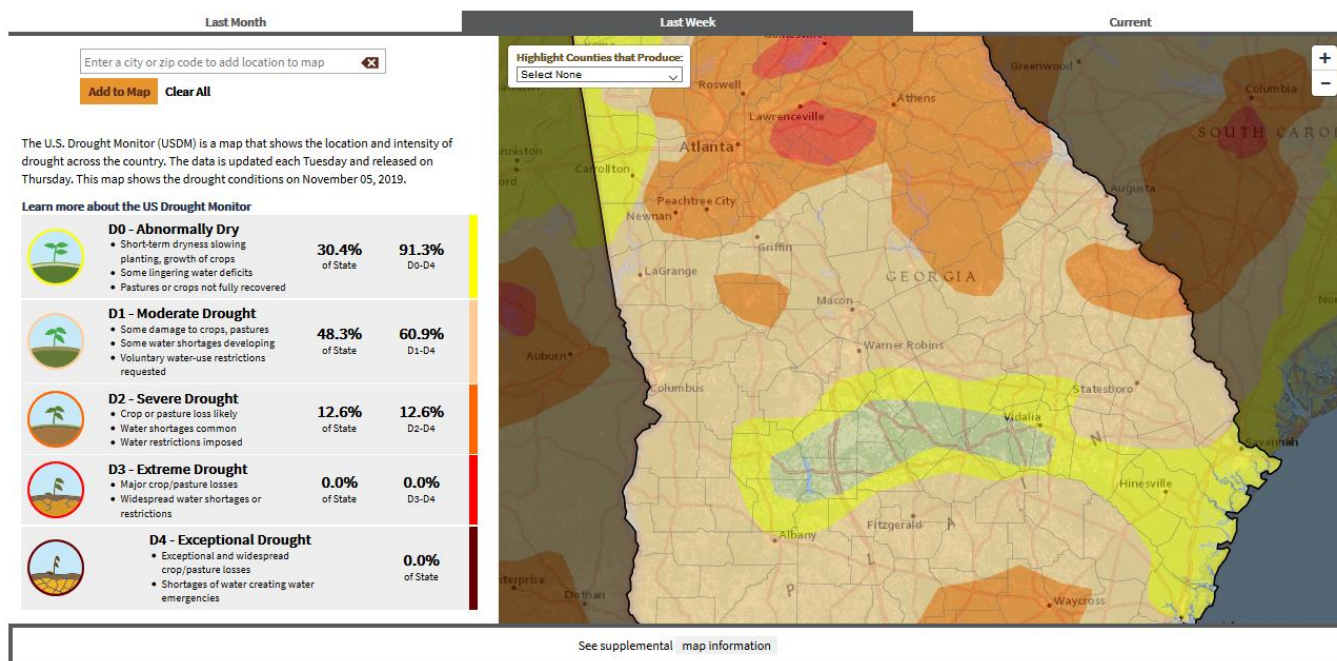 Last Month
Last Week
Current
Enter a city or zip code to add location to map
Add to Map Clear All
The U.S. Drought Monitor (USDM) is a map that shows the location and intensity of
drought across the country. The data is updated each Tuesday and released on
Thursday. This map shows the drought conditions on November 05, 2019.
Learn more about the US Drought Monitor
D0 - Abnormally Dry
• Short-term dryness slowing
planting, growth of crops
• Some lingering water deficits
• Pastures or crops not fully recovered
30.4%
of State
91.3%
D0-D4
D1 - Moderate Drought
• Some damage to crops, pastures
• Some water shortages developing
• Voluntary water-use restrictions
requested
48.3%
of State
60.9%
D1-D4
D2 - Severe Drought
• Crop or pasture loss likely
• Water shortages common
• Water restrictions imposed
12.6%
of State
12.6%
D2-D4
D3 - Extreme Drought
• Major crop/pasture losses
• Widespread water shortages or
restrictions
0.0%
of State
0.0%
D3-D4
D4 - Exceptional Drought
• Exceptional and widespread
crop/pasture losses
• Shortages of water creating water
emergencies
0.0%
of State
Highlight Counties that Produce:
Select None
+
−
Roswell
Greenwood
Columbia
Athens
Lawrenceville
SOUTH
Atlanta
Carrollton
Augusta
Peachtree City
Newnan
Griffin
LaGrange
GEORGIA
Macon
Auburn
Warner Robins
Columbus
Statesboro
Vidalia
Savannah
Hinesville
Fitzgerald
Albany
Dothan
Waycross
See supplemental map information